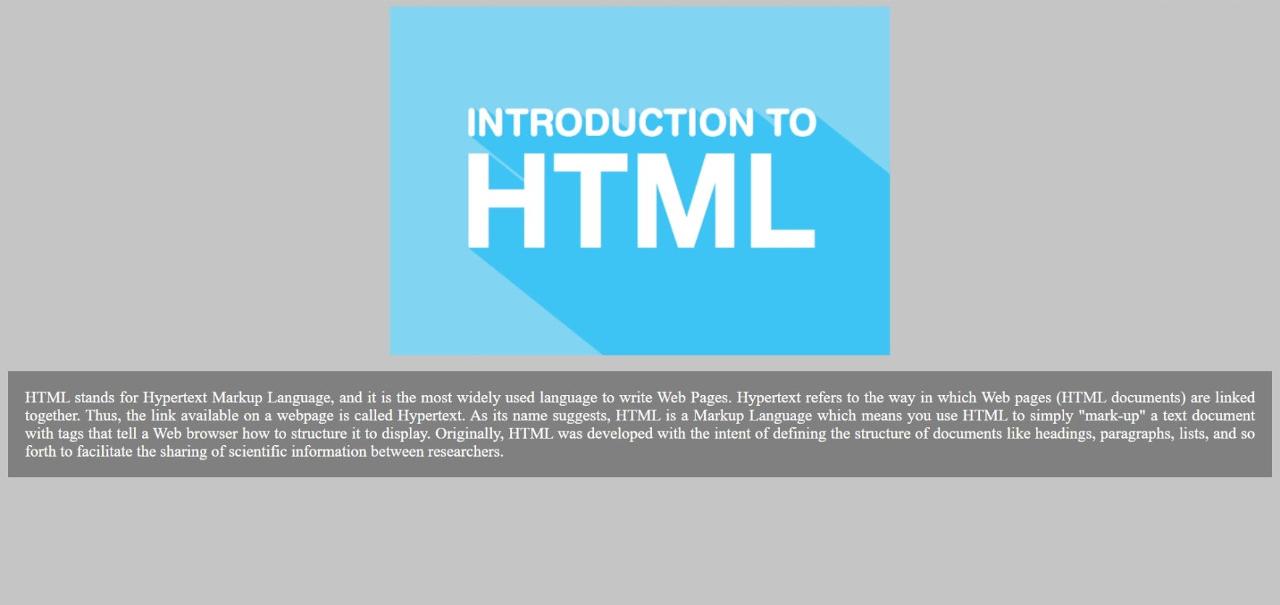 INTRODUCTION TO
HTML
HTML stands for Hypertext Markup Language, and it is the most widely used language to write Web Pages. Hypertext refers to the way in which Web pages (HTML documents) are linked
together. Thus, the link available on a webpage is called Hypertext. As its name suggests, HTML is a Markup Language which means you use HTML to simply "mark-up" a text document
with tags that tell a Web browser how to structure it to display. Originally, HTML was developed with the intent of defining the structure of documents like headings, paragraphs, lists, and so
forth to facilitate the sharing of scientific information between researchers.